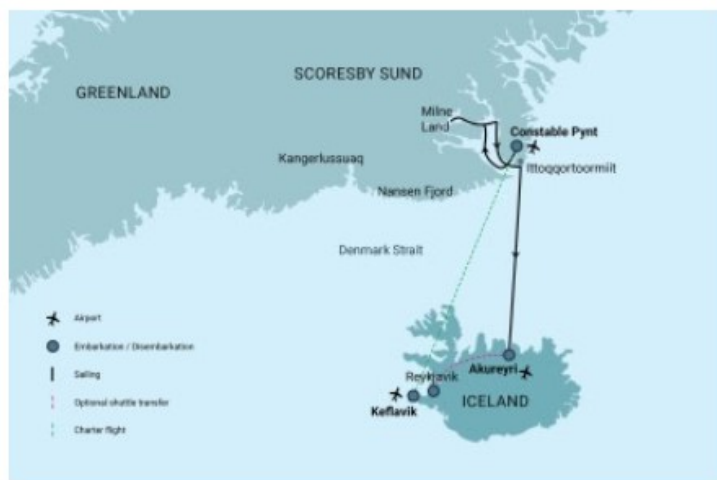 SCORESBY SUND
GREENLAND
Milne
Land
Constable Pynt
Kangerlussuaq
Ittoqqortoormiit
Nansen Fjord
Denmark Strait
Airport
Embarkation / Disembarkation
Sailing
Optional shuttle transfer
Charter flight
Akureyri
Reykjavik
Keflavik
ICELAND